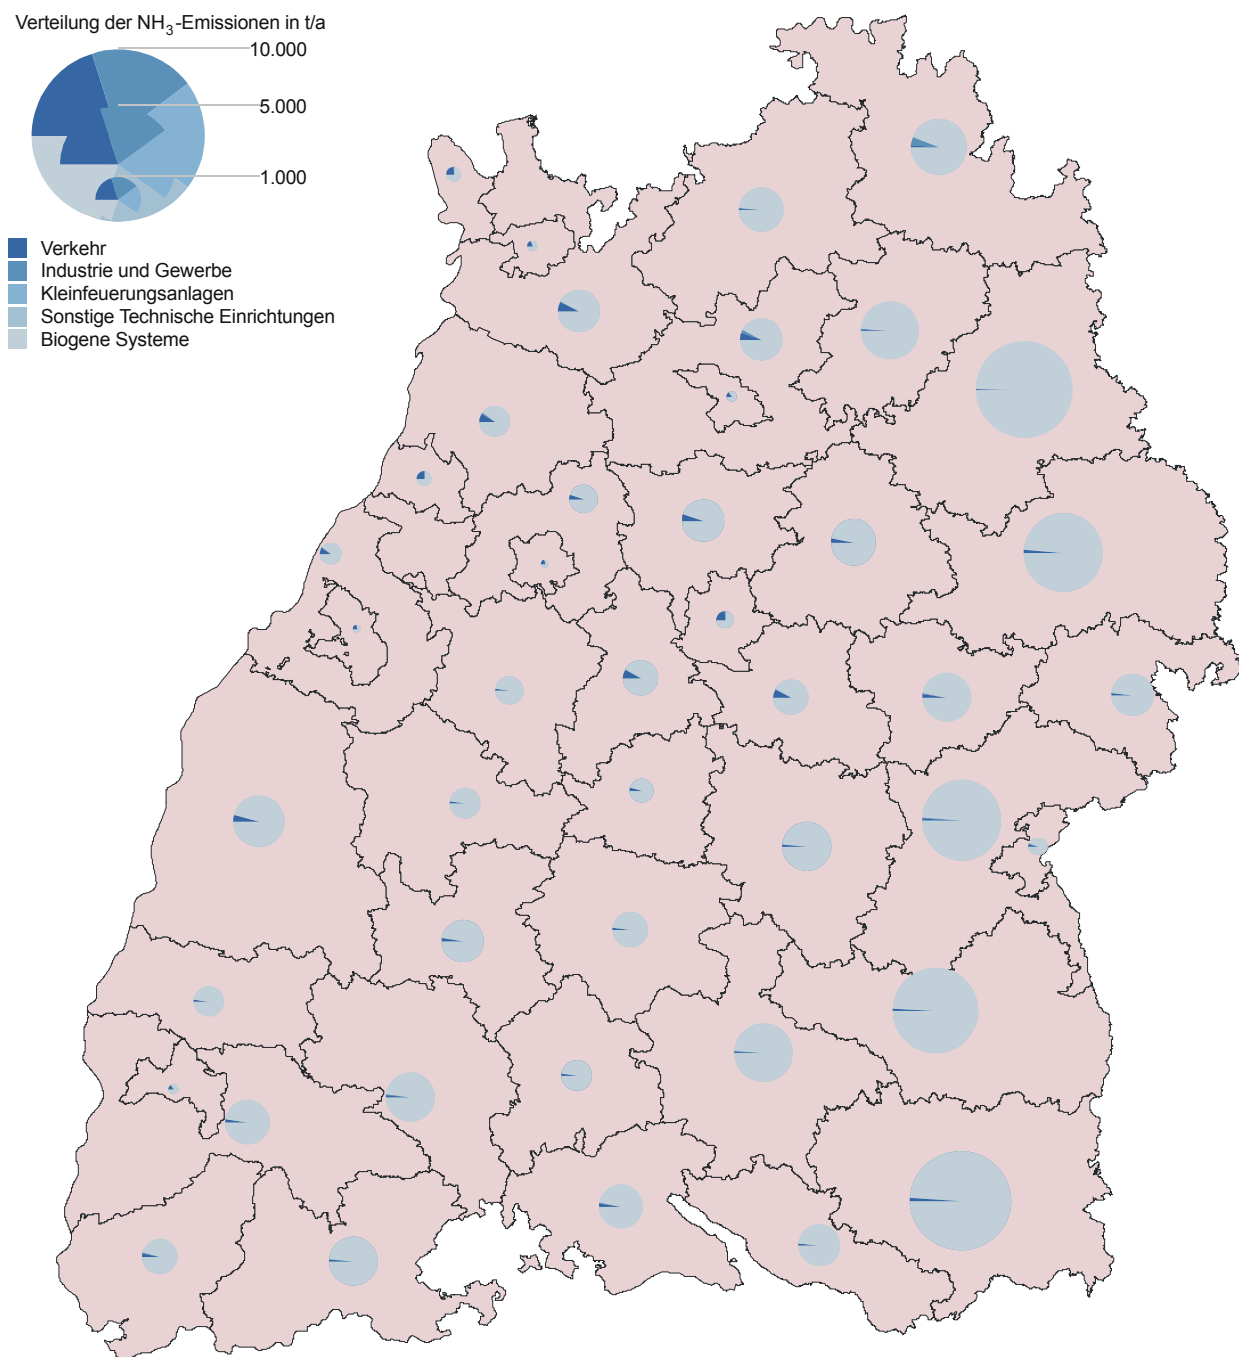 Verteilung der NH₃-Emissionen in t/a
10.000
5.000
1.000
Verkehr
Industrie und Gewerbe
Kleinfeuerungsanlagen
Sonstige Technische Einrichtungen
Biogene Systeme